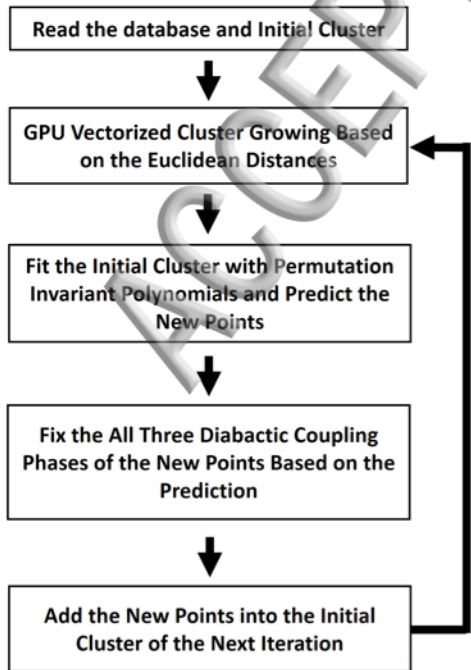 Read the database and Initial Cluster
GPU Vectorized Cluster Growing Based
on the Euclidean Distances
Fit the Initial Cluster with Permutation
Invariant Polynomials and Predict the
New Points
Fix the All Three Diabactic Coupling
Phases of the New Points Based on the
Prediction
Add the New Points into the Initial
Cluster of the Next Iteration